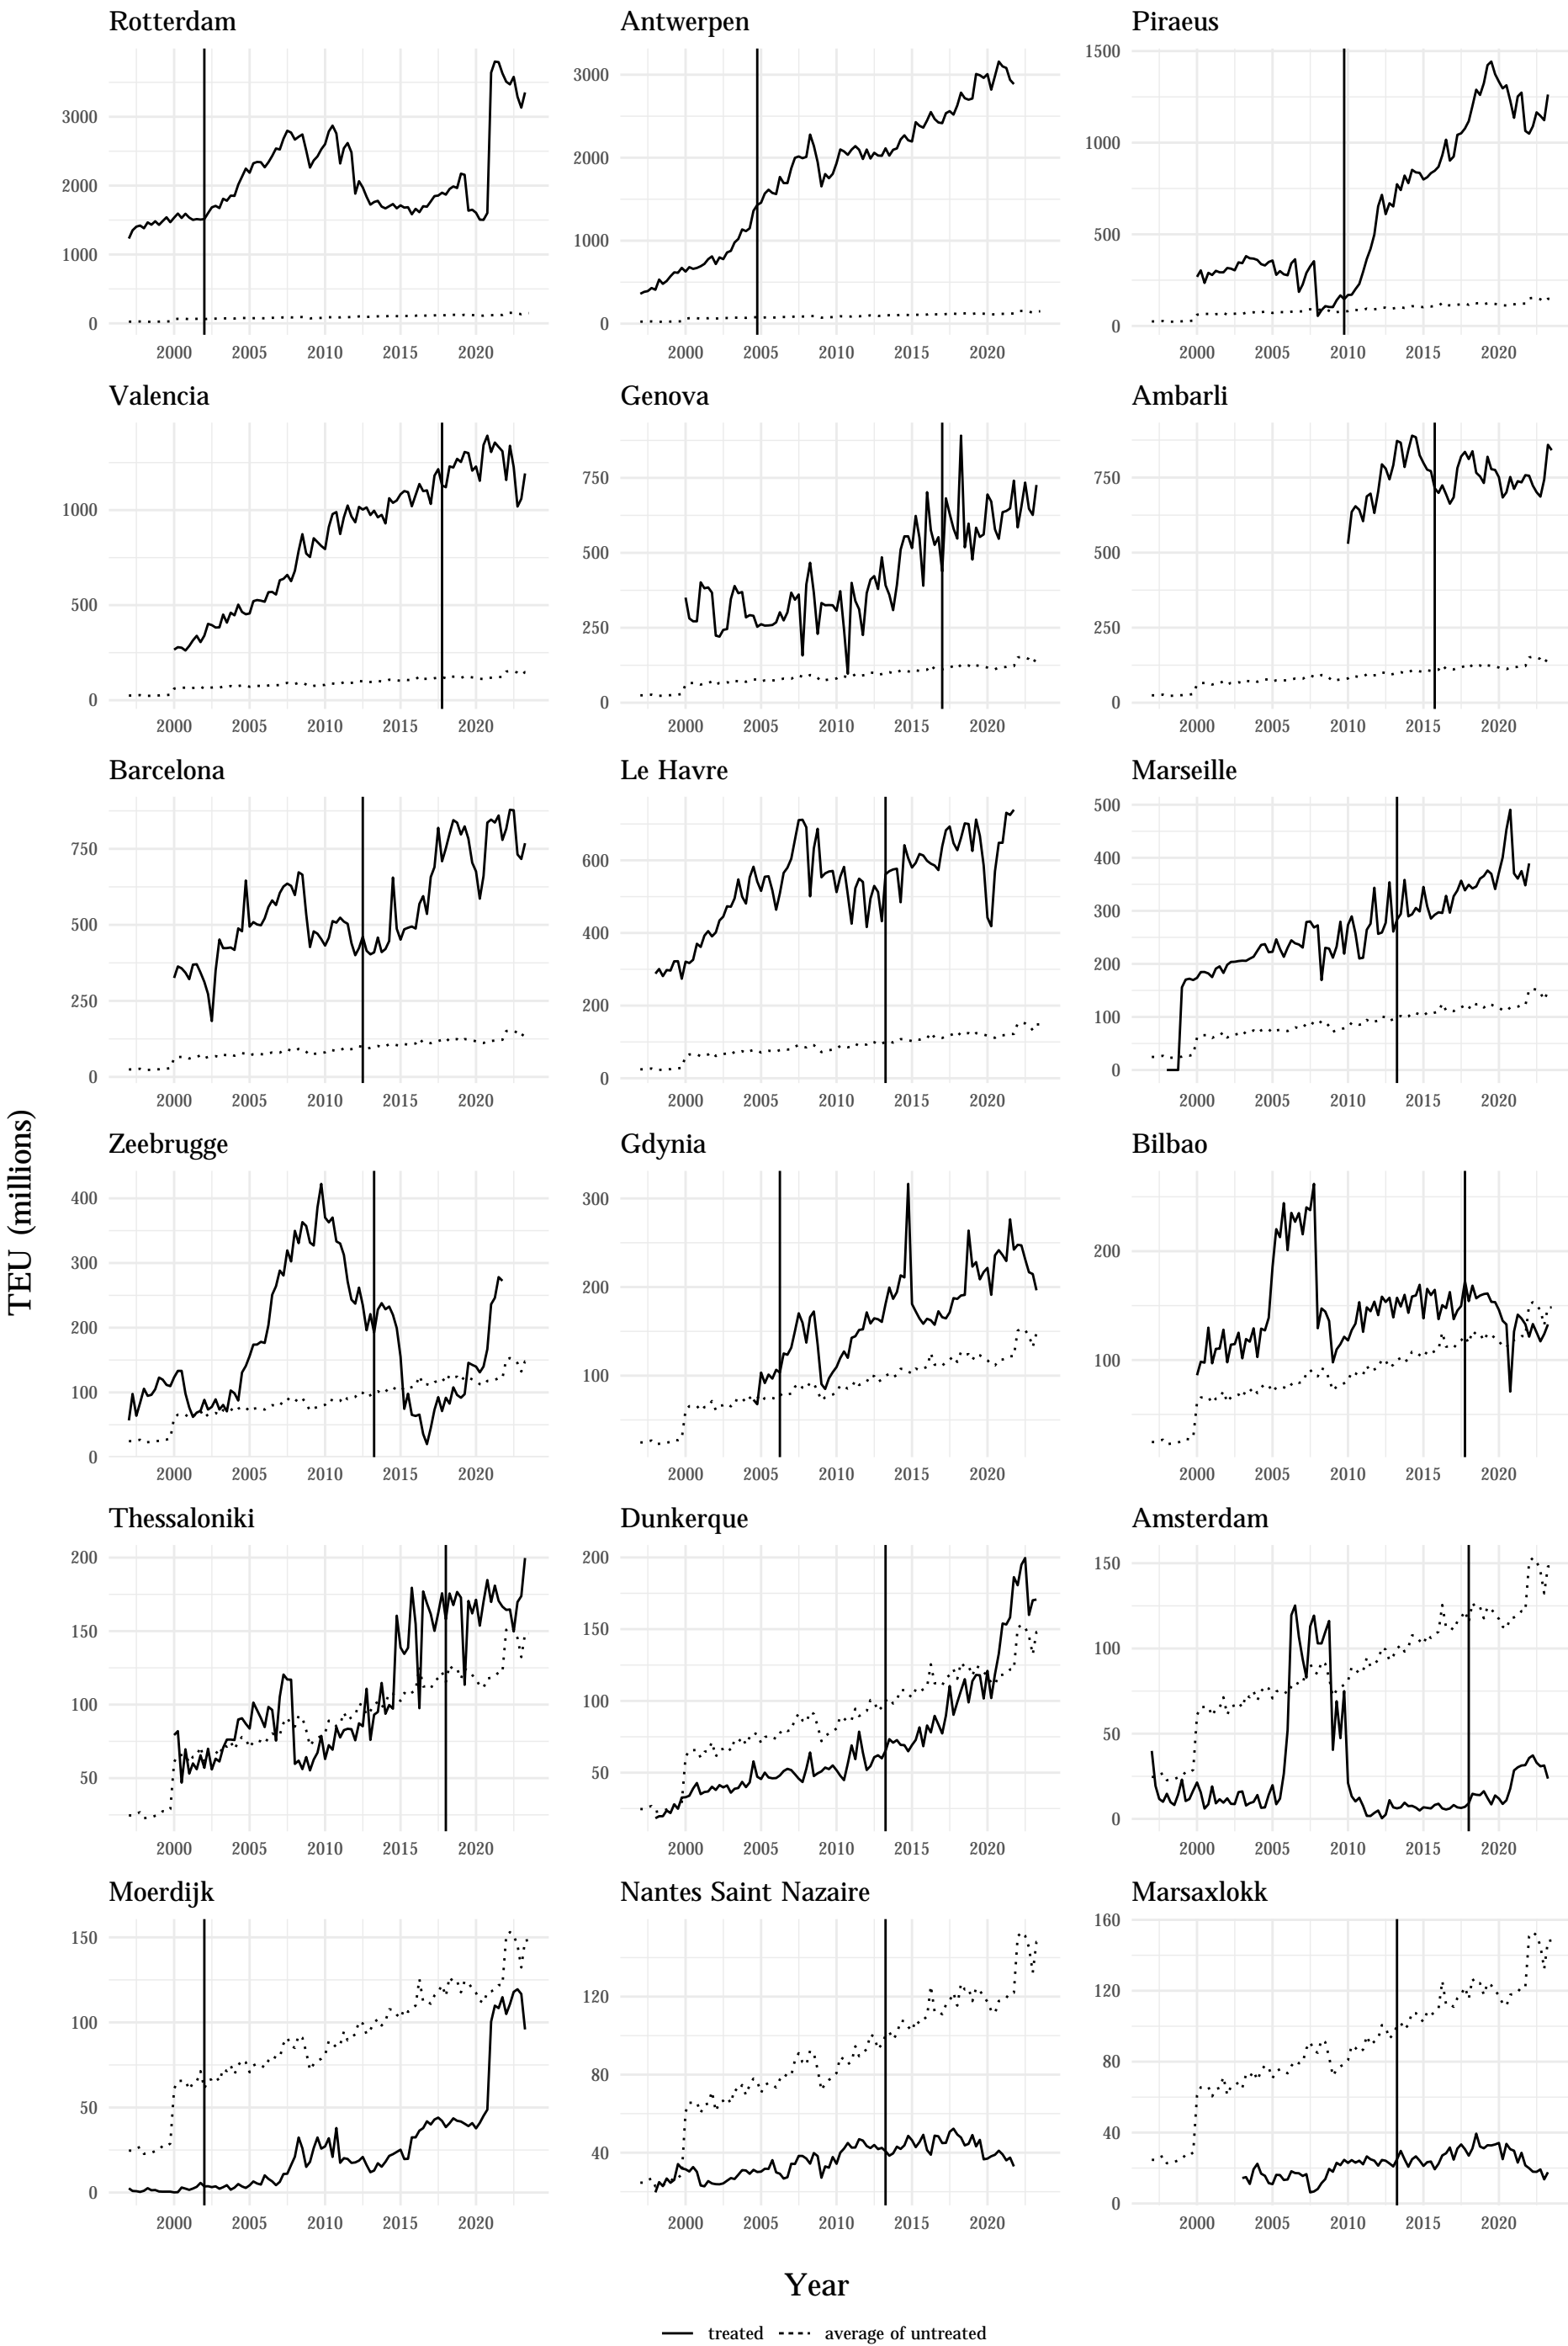 Rotterdam Antwerpen Piraeus
3000
2000
1000
0
2000 2005 2010 2015 2020
3000
2000
1000
0
2000 2005 2010 2015 2020
1500
1000
500
0
2000 2005 2010 2015 2020
Valencia Genova Ambarli
1000
500
0
2000 2005 2010 2015 2020
750
500
250
0
2000 2005 2010 2015 2020
750
500
250
0
2000 2005 2010 2015 2020
Barcelona Le Havre Marseille
750
500
250
0
2000 2005 2010 2015 2020
600
400
200
0
2000 2005 2010 2015 2020
500
400
300
200
100
0
2000 2005 2010 2015 2020
TEU (millions)
Zeebrugge Gdynia Bilbao
400
300
200
100
0
2000 2005 2010 2015 2020
300
200
100
2000 2005 2010 2015 2020
200
100
2000 2005 2010 2015 2020
Thessaloniki Dunkerque Amsterdam
200
150
100
50
2000 2005 2010 2015 2020
200
150
100
50
2000 2005 2010 2015 2020
150
100
50
0
2000 2005 2010 2015 2020
Moerdijk Nantes Saint Nazaire Marsaxlokk
150
100
50
0
2000 2005 2010 2015 2020
120
80
40
2000 2005 2010 2015 2020
160
120
80
40
0
2000 2005 2010 2015 2020
Year
treated average of untreated